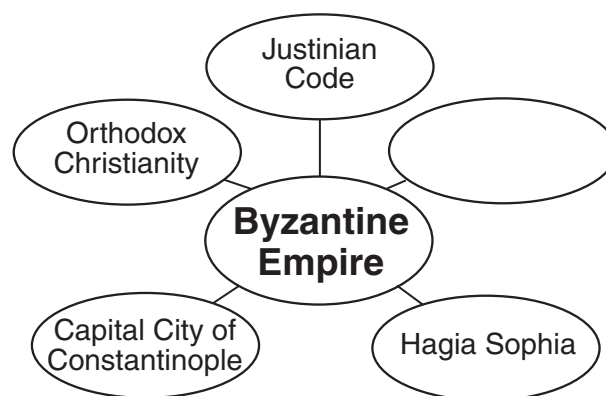 Justinian
Code
Orthodox
Christianity
Byzantine
Empire
Capital City of
Constantinople
Hagia Sophia